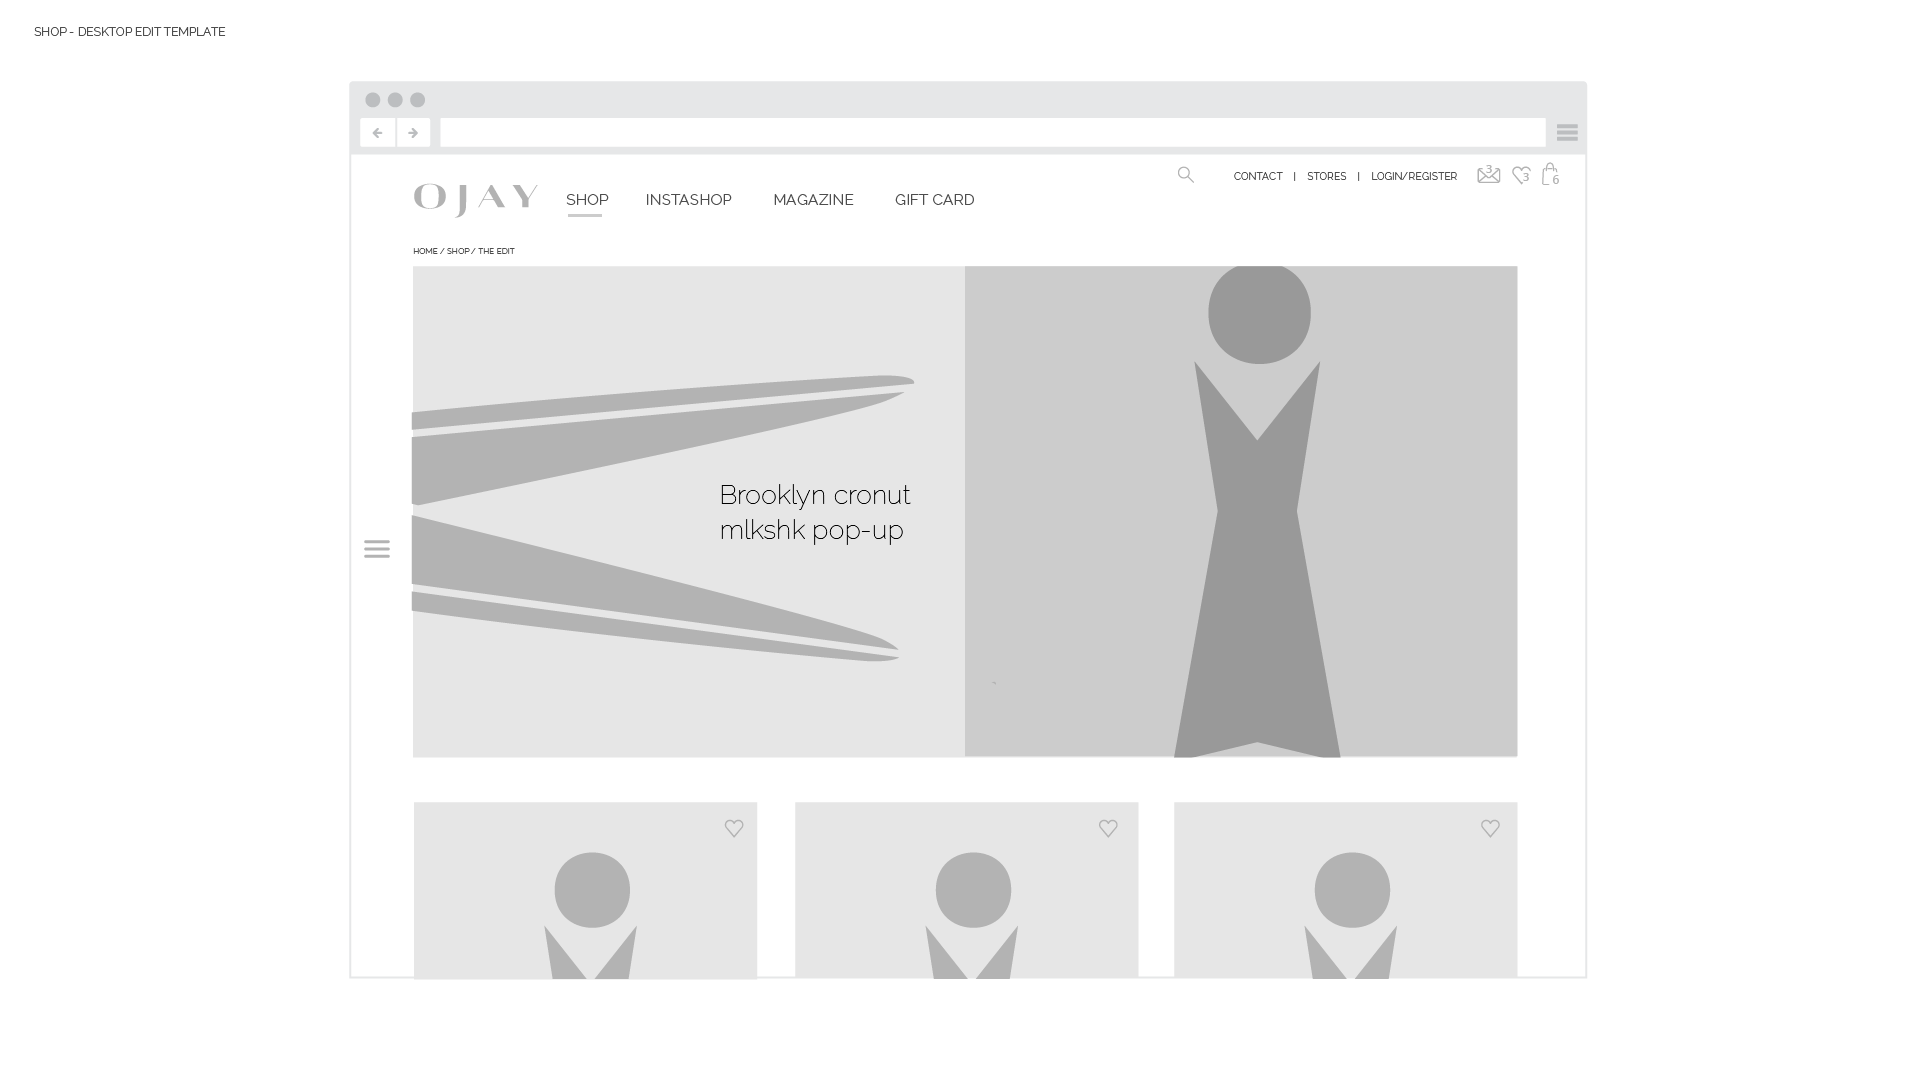 SHOP - DESKTOP EDIT TEMPLATE
CONTACT | STORES | LOGIN/REGISTER 3 3 6
OJAY SHOP INSTASHOP MAGAZINE GIFT CARD
HOME / SHOP / THE EDIT
Brooklyn cronut
mlkshk pop-up